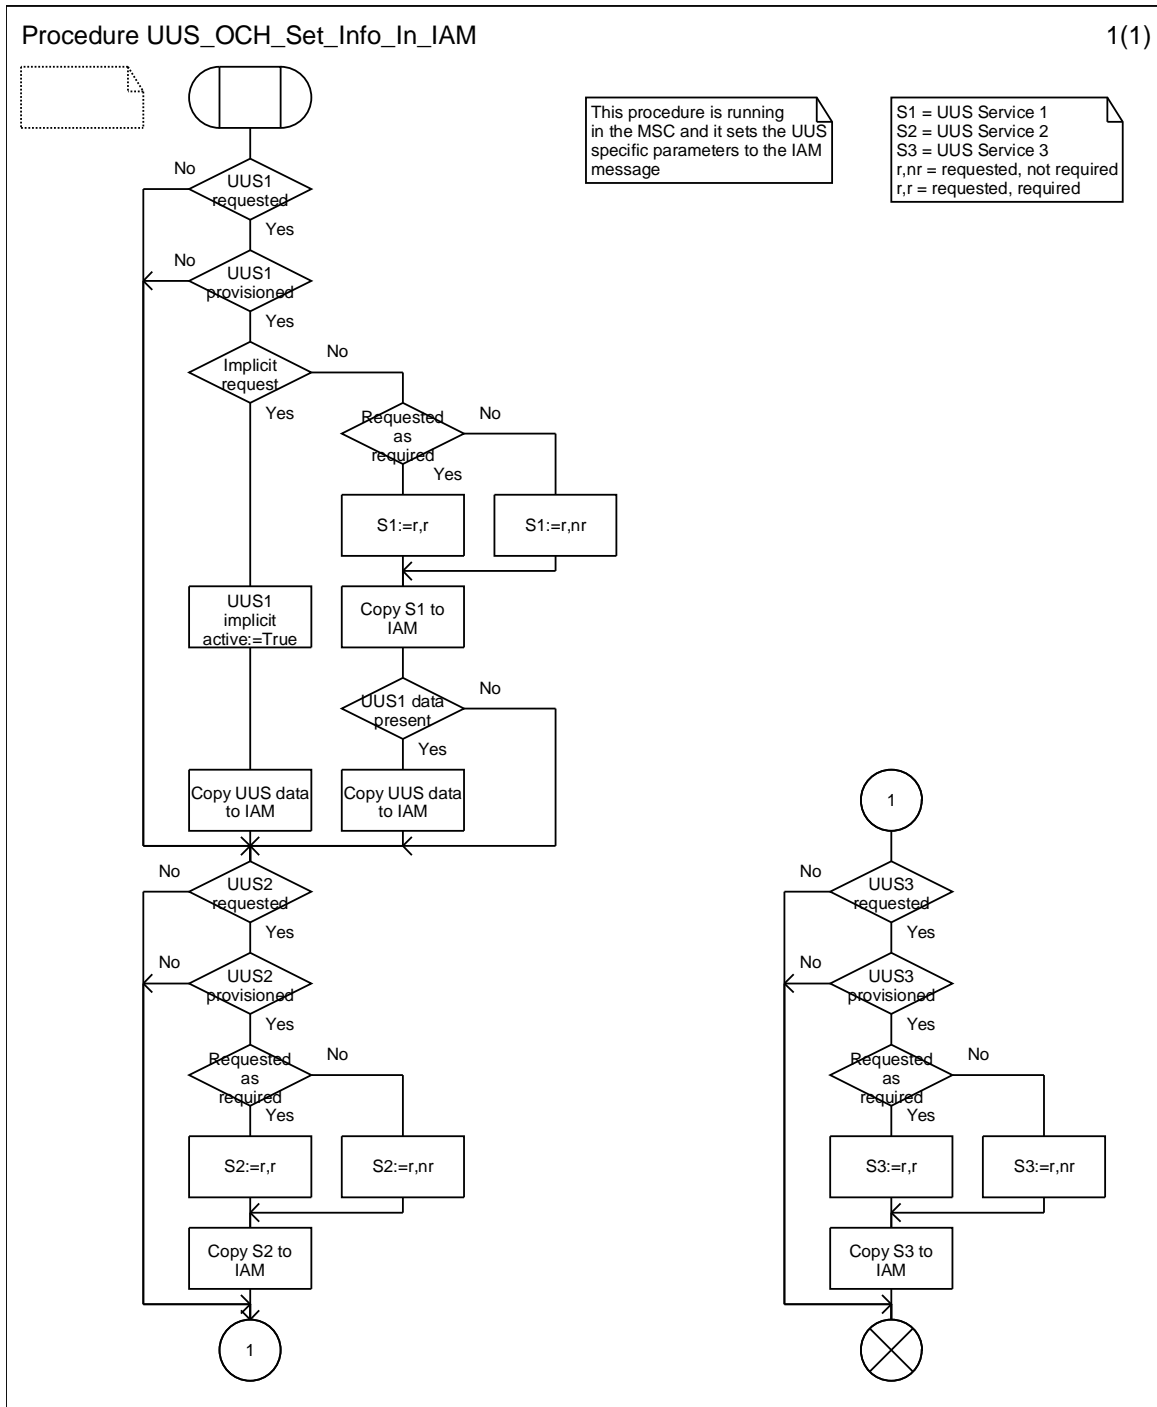 Procedure UUS_OCH_Set_Info_In_IAM
1(1)
This procedure is running
in the MSC and it sets the UUS
specific parameters to the IAM
message
S1 = UUS Service 1
S2 = UUS Service 2
S3 = UUS Service 3
r,nr = requested, not required
r,r = requested, required
No
UUS1
requested
Yes
No
UUS1
provisioned
Yes
Implicit
request
No
Yes
Requested
as
required
No
Yes
S1:=r,r
S1:=r,nr
UUS1
implicit
active:=True
Copy S1 to
IAM
UUS1 data
present
No
Yes
Copy UUS data
to IAM
Copy UUS data
to IAM
No
UUS2
requested
Yes
No
UUS2
provisioned
Yes
Requested
as
required
No
Yes
S2:=r,r
S2:=r,nr
Copy S2 to
IAM
1
1
No
UUS3
requested
Yes
No
UUS3
provisioned
Yes
Requested
as
required
No
Yes
S3:=r,r
S3:=r,nr
Copy S3 to
IAM